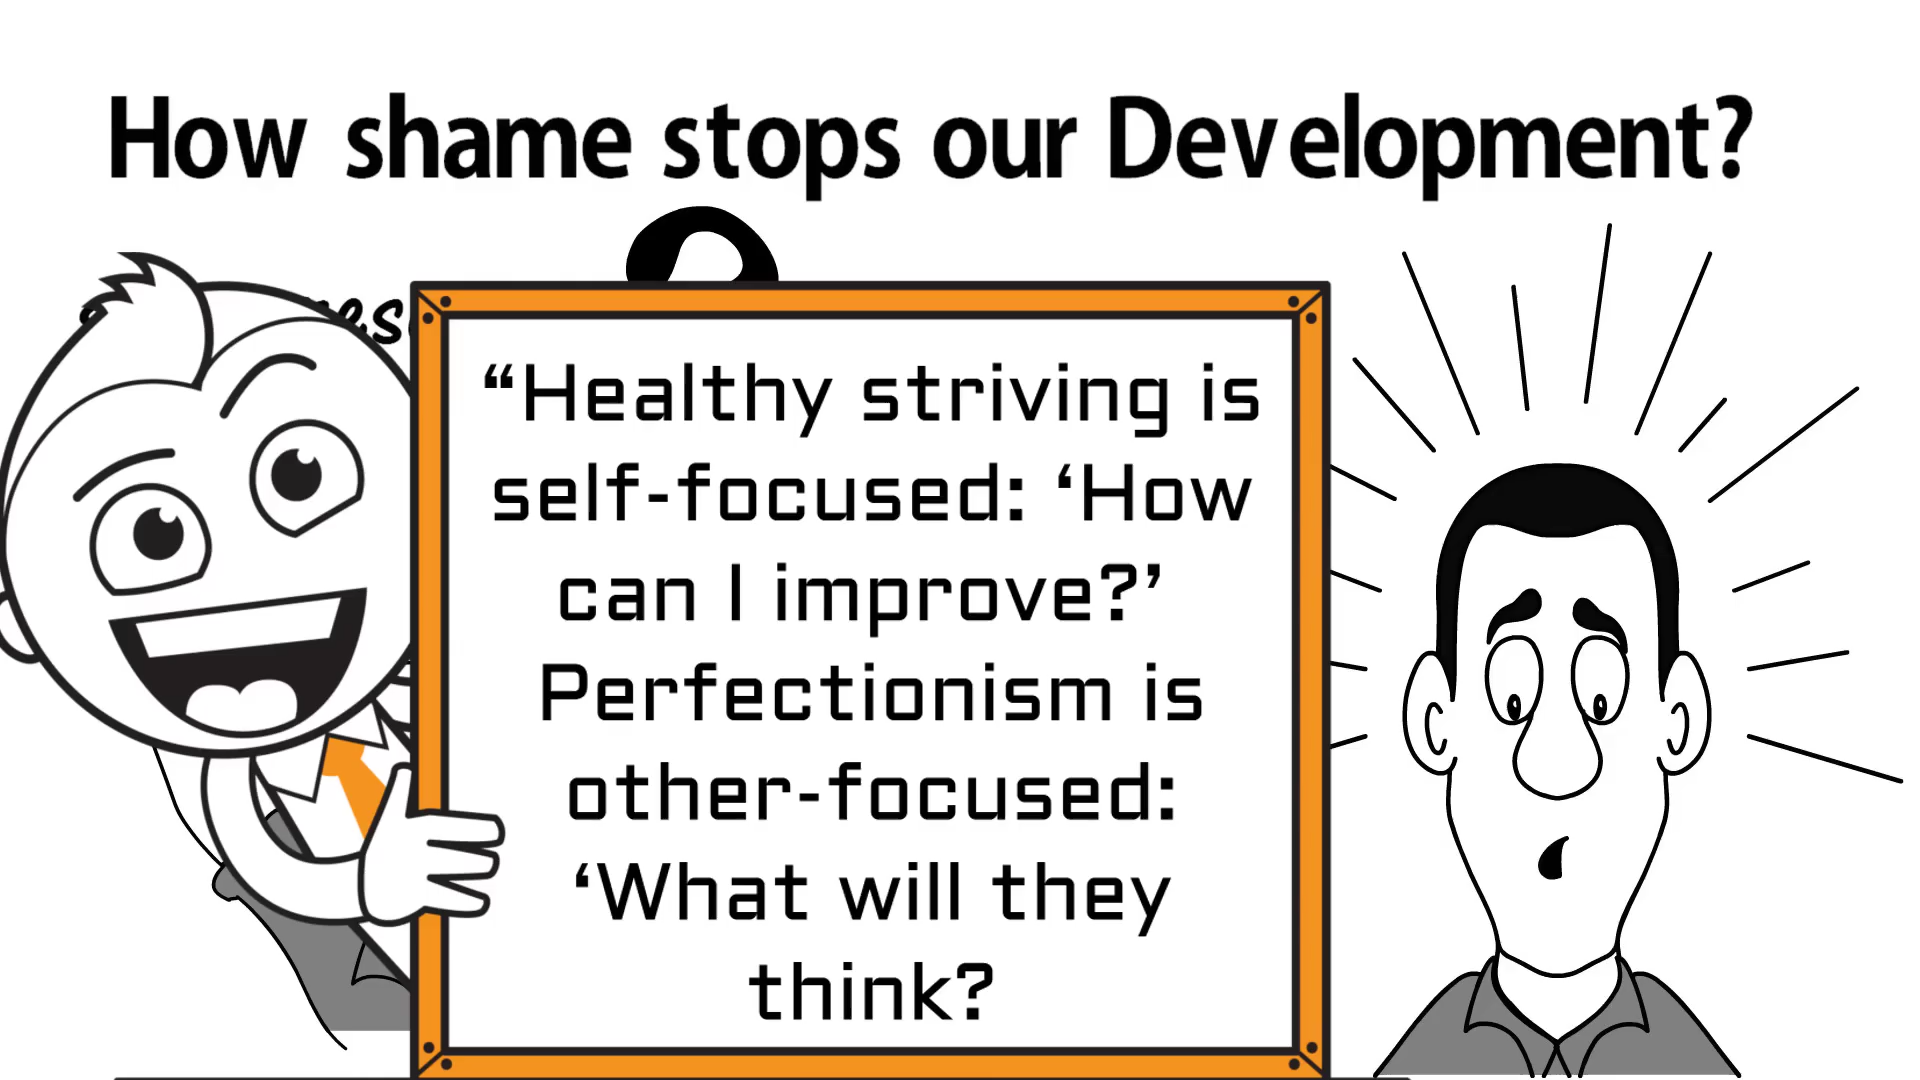 How shame stops our Development?
“Healthy striving is
self-focused: ‘How
can I improve?’
Perfectionism is
other-focused:
‘What will they
think?